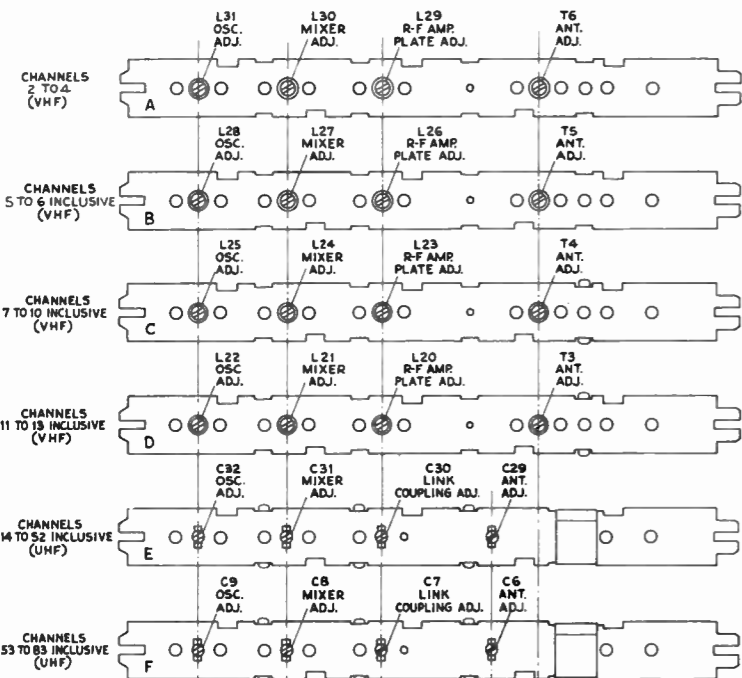 L31
OSC.
ADJ.
L30
MIXER
ADJ.
L29
R-F AMP.
PLATE ADJ.
T6
ANT.
ADJ.
CHANNELS
2 TO 4
(VHF)
A
L28
OSC.
ADJ.
L27
MIXER
ADJ.
L26
R-F AMP.
PLATE ADJ.
T5
ANT.
ADJ.
CHANNELS
5 TO 6 INCLUSIVE
(VHF)
B
L25
OSC.
ADJ.
L24
MIXER
ADJ.
L23
R-F AMP.
PLATE ADJ.
T4
ANT.
ADJ.
CHANNELS
7 TO 10 INCLUSIVE
(VHF)
C
L22
OSC
ADJ.
L21
MIXER
ADJ.
L20
R-F AMP.
PLATE ADJ.
T3
ANT.
ADJ.
CHANNELS
11 TO 13 INCLUSIVE
(VHF)
D
C32
OSC.
ADJ.
C31
MIXER
ADJ.
C30
LINK
COUPLING ADJ.
C29
ANT.
ADJ.
CHANNELS
14 TO 52 INCLUSIVE
(UHF)
E
C9
OSC.
ADJ.
C8
MIXER
ADJ.
C7
LINK
COUPLING ADJ.
C6
ANT.
ADJ.
CHANNELS
53 TO 83 INCLUSIVE
(UHF)
F